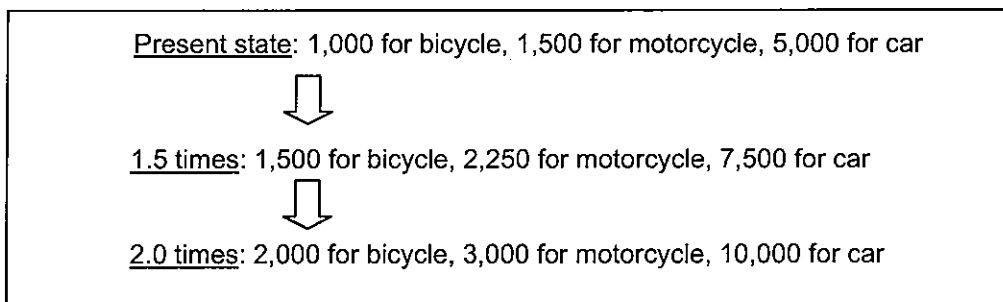 Present state: 1,000 for bicycle, 1,500 for motorcycle, 5,000 for car
1.5 times: 1,500 for bicycle, 2,250 for motorcycle, 7,500 for car
2.0 times: 2,000 for bicycle, 3,000 for motorcycle, 10,000 for car